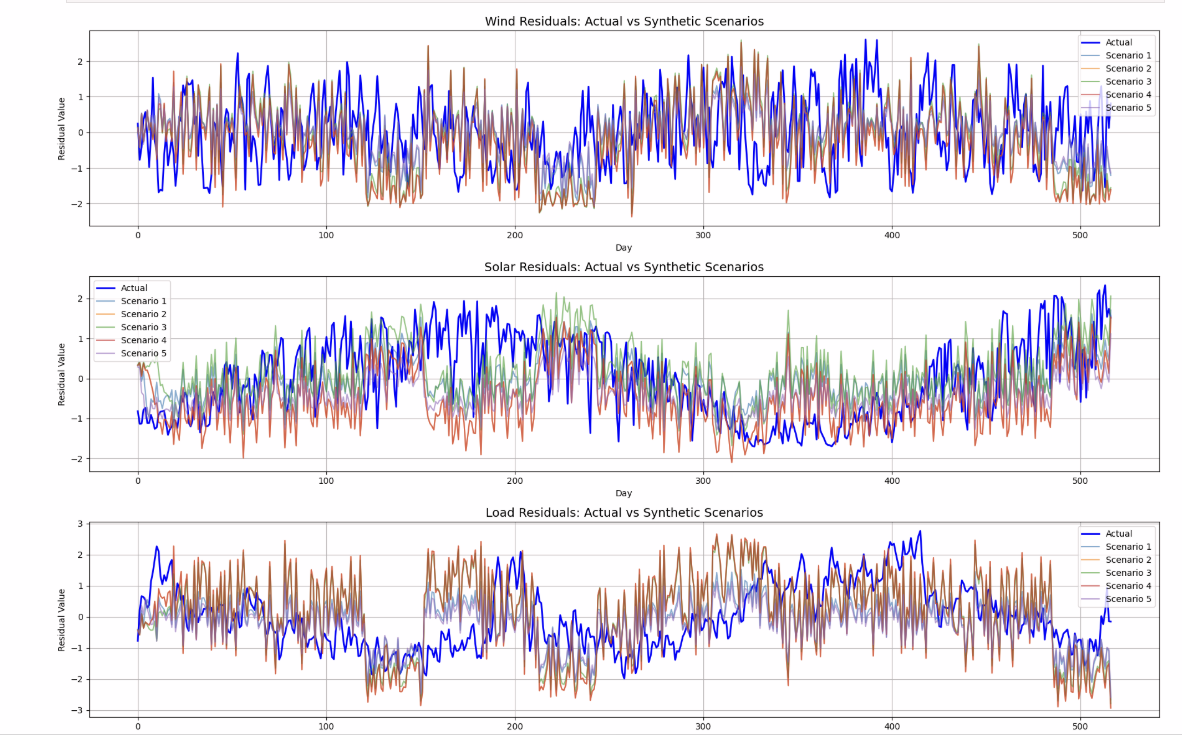 Wind Residuals: Actual vs Synthetic Scenarios
Residual Value
2
1
0
−1
−2
Actual
Scenario 1
Scenario 2
Scenario 3
Scenario 4
Scenario 5
0
100
200
300
400
500
Day
Solar Residuals: Actual vs Synthetic Scenarios
Residual Value
2
1
0
−1
−2
Actual
Scenario 1
Scenario 2
Scenario 3
Scenario 4
Scenario 5
0
100
200
300
400
500
Day
Load Residuals: Actual vs Synthetic Scenarios
Residual Value
3
2
1
0
−1
−2
−3
Actual
Scenario 1
Scenario 2
Scenario 3
Scenario 4
Scenario 5
0
100
200
300
400
500